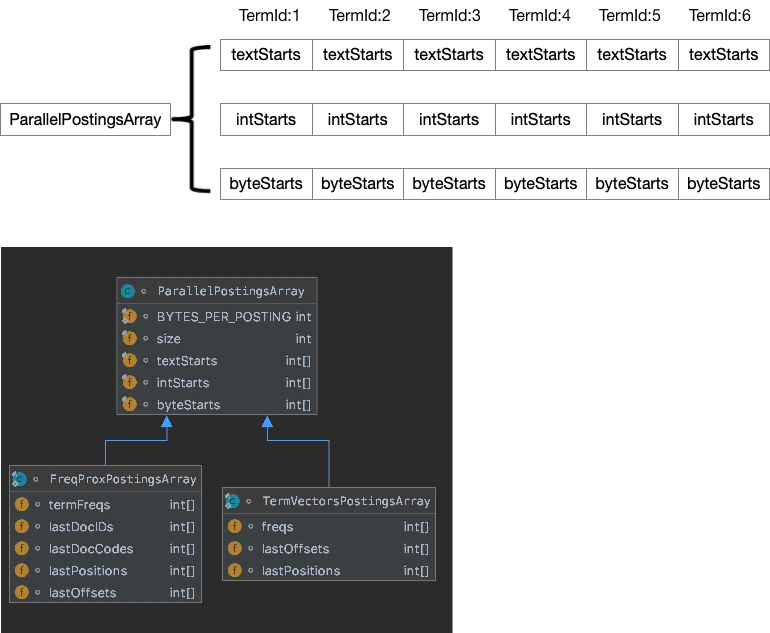 TermId:1 TermId:2 TermId:3 TermId:4 TermId:5 TermId:6
textStarts textStarts textStarts textStarts textStarts textStarts
ParallelPostingsArray
intStarts intStarts intStarts intStarts intStarts intStarts
byteStarts byteStarts byteStarts byteStarts byteStarts byteStarts
ParallelPostingsArray
BYTES_PER_POSTING int
size int
textStarts int[]
intStarts int[]
byteStarts int[]
FreqProxPostingsArray
termFreqs int[]
lastDocIDs int[]
lastDocCodes int[]
lastPositions int[]
lastOffsets int[]
TermVectorsPostingsArray
freqs int[]
lastOffsets int[]
lastPositions int[]